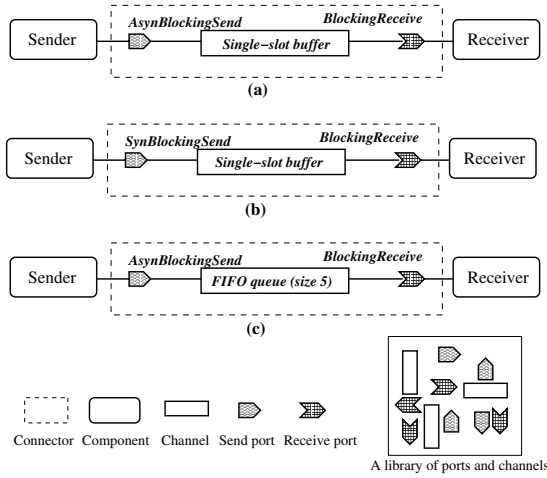 AsynBlockingSend
BlockingReceive
Sender
Single−slot buffer
Receiver
(a)
SynBlockingSend
BlockingReceive
Sender
Single−slot buffer
Receiver
(b)
AsynBlockingSend
BlockingReceive
Sender
FIFO queue (size 5)
Receiver
(c)
Connector
Component
Channel
Send port
Receive port
A library of ports and channels